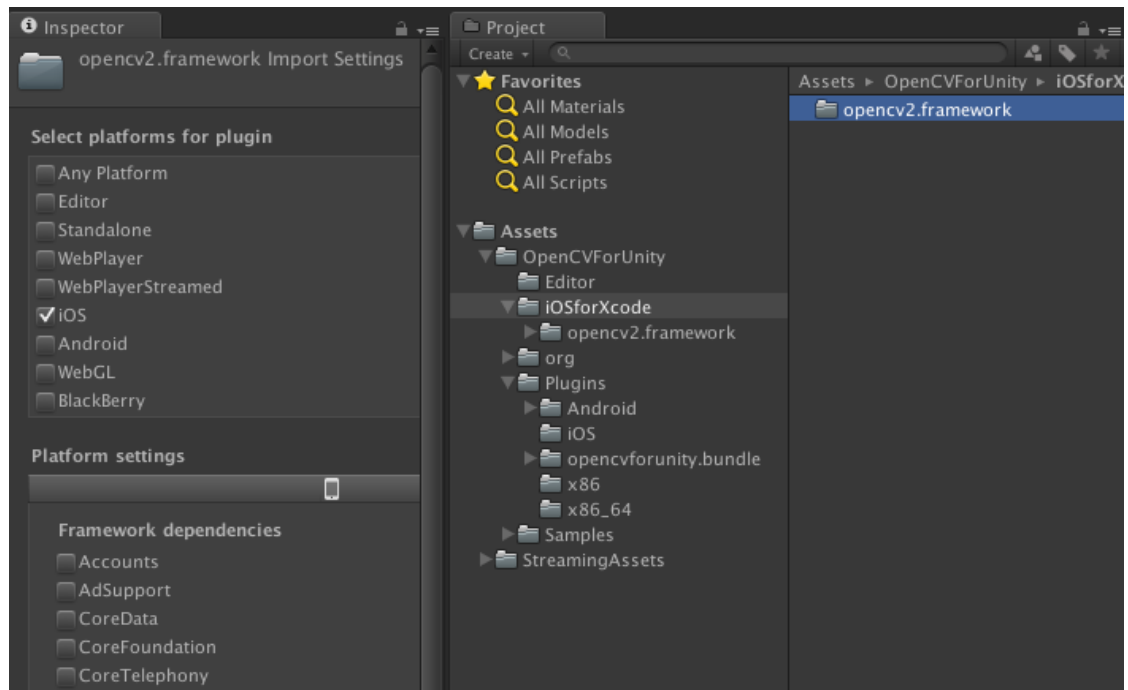 Inspector
opencv2.framework Import Settings
Select platforms for plugin
Any Platform
Editor
Standalone
WebPlayer
WebPlayerStreamed
iOS
Android
WebGL
BlackBerry
Platform settings
Framework dependencies
Accounts
AdSupport
CoreData
CoreFoundation
CoreTelephony
Project
Create
Favorites
All Materials
All Models
All Prefabs
All Scripts
Assets
OpenCVForUnity
Editor
iOSforXcode
opencv2.framework
org
Plugins
Android
iOS
opencvforunity.bundle
x86
x86_64
Samples
StreamingAssets
Assets ▸ OpenCVForUnity ▸ iOSforX
opencv2.framework